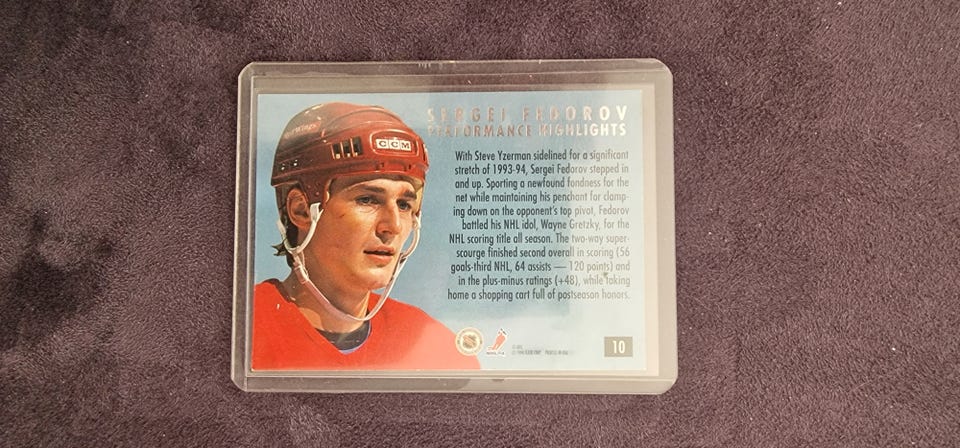 SERGEI FEDOROV
PERFORMANCE HIGHLIGHTS
With Steve Yzerman sidelined for a significant
stretch of 1993-94, Sergei Fedorov stepped in
and up. Sporting a newfound fondness for the
net while maintaining his penchant for clamp-
ing down on the opponent's top pivot, Fedorov
battled his NHL idol, Wayne Gretzky, for the
NHL scoring title all season. The two-way super-
scourge finished second overall in scoring (56
goals-third NHL, 64 assists — 120 points) and
in the plus-minus ratings (+48), while taking
home a shopping cart full of postseason honors.
CCM
NHLPA
10